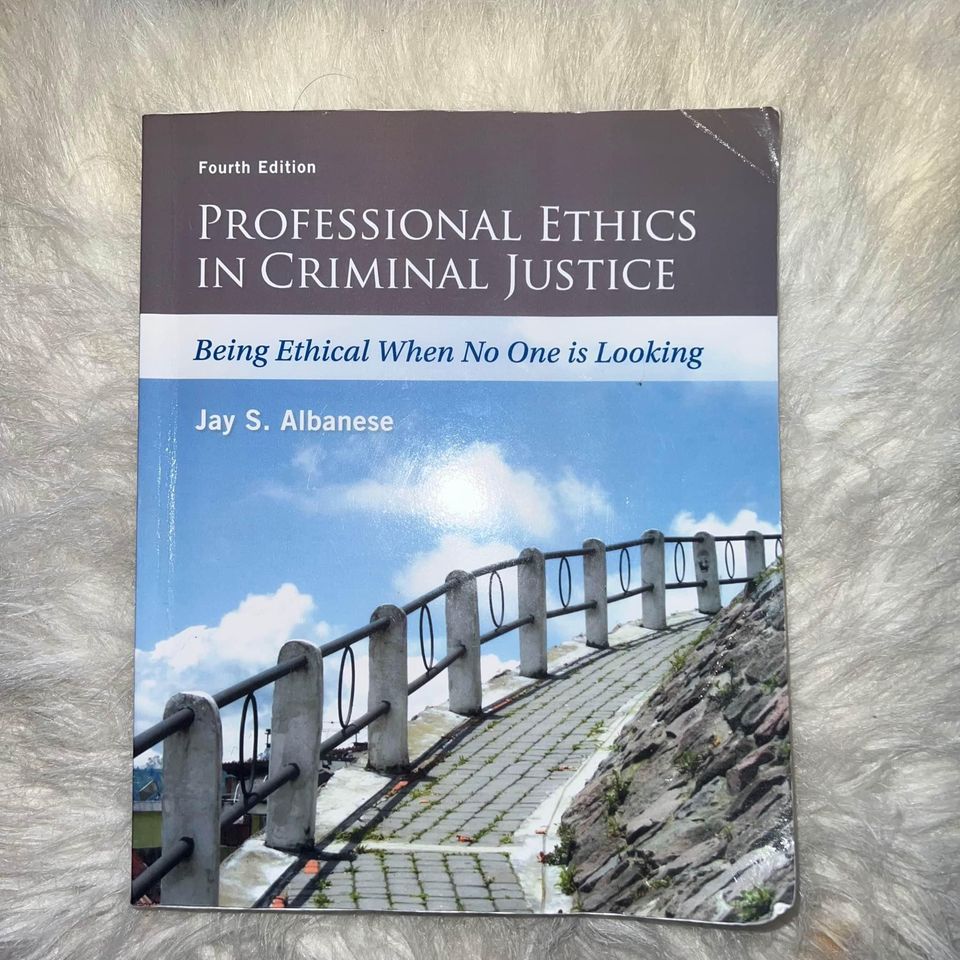 Fourth Edition
PROFESSIONAL ETHICS
IN CRIMINAL JUSTICE
Being Ethical When No One is Looking
Jay S. Albanese